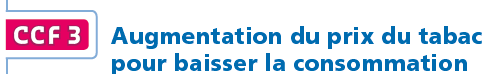 CCF 3
Augmentation du prix du tabac
pour baisser la consommation